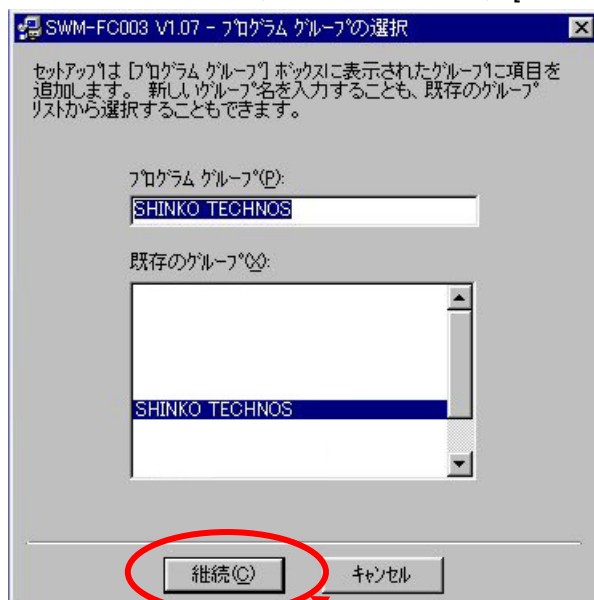 SWM-FC003 V1.07 - プログラム グループの選択
セットアップは [プログラム グループ] ボックスに表示されたグループに項目を
追加します。 新しいグループ名を入力することも、既存のグループ
リストから選択することもできます。
プログラム グループ(P):
SHINKO TECHNOS
既存のグループ(X):
SHINKO TECHNOS
継続(C)
キャンセル